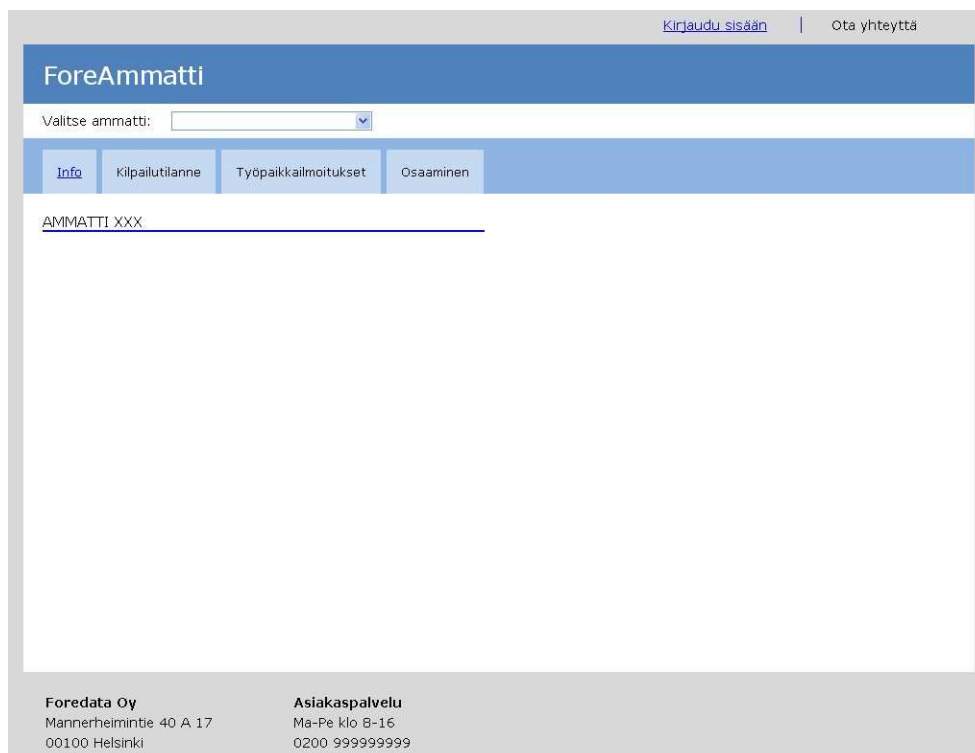 Kirjaudu sisään | Ota yhteyttä
ForeAmmatti
Valitse ammatti:
Info Kilpailutilanne Työpaikkailmoitukset Osaaminen
AMMATTI XXX
Foredata Oy Asiakaspalvelu
Mannerheimintie 40 A 17 Ma-Pe klo 8-16
00100 Helsinki 0200 999999999